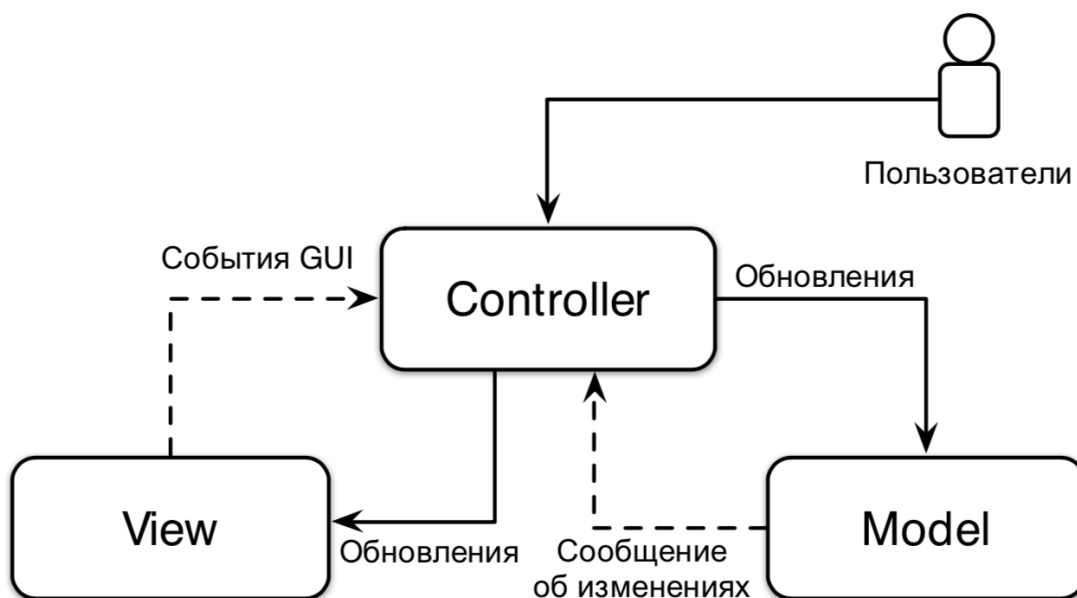 Пользователи
События GUI
Controller
Обновления
View
Обновления
Сообщение
об изменениях
Model